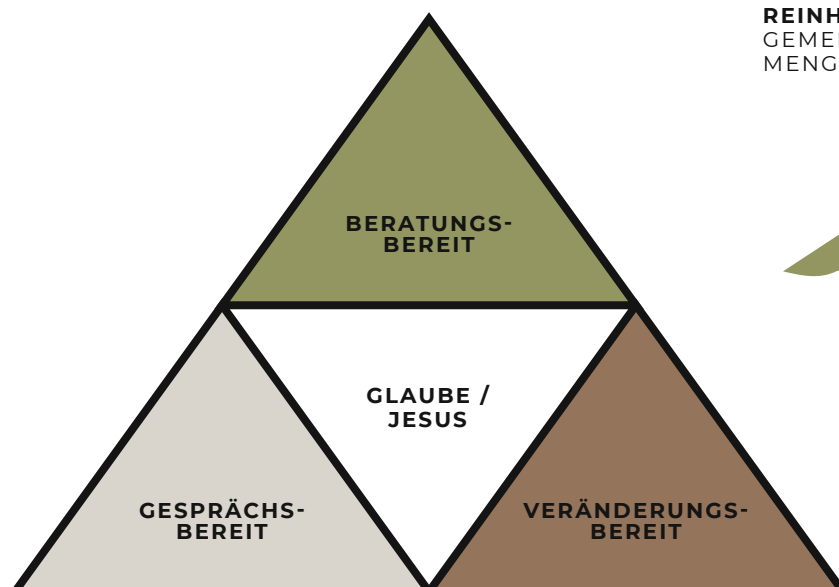 BERATUNGS-
BEREIT
GLAUBE /
JESUS
GESPRÄCHS-
BEREIT
VERÄNDERUNGS-
BEREIT